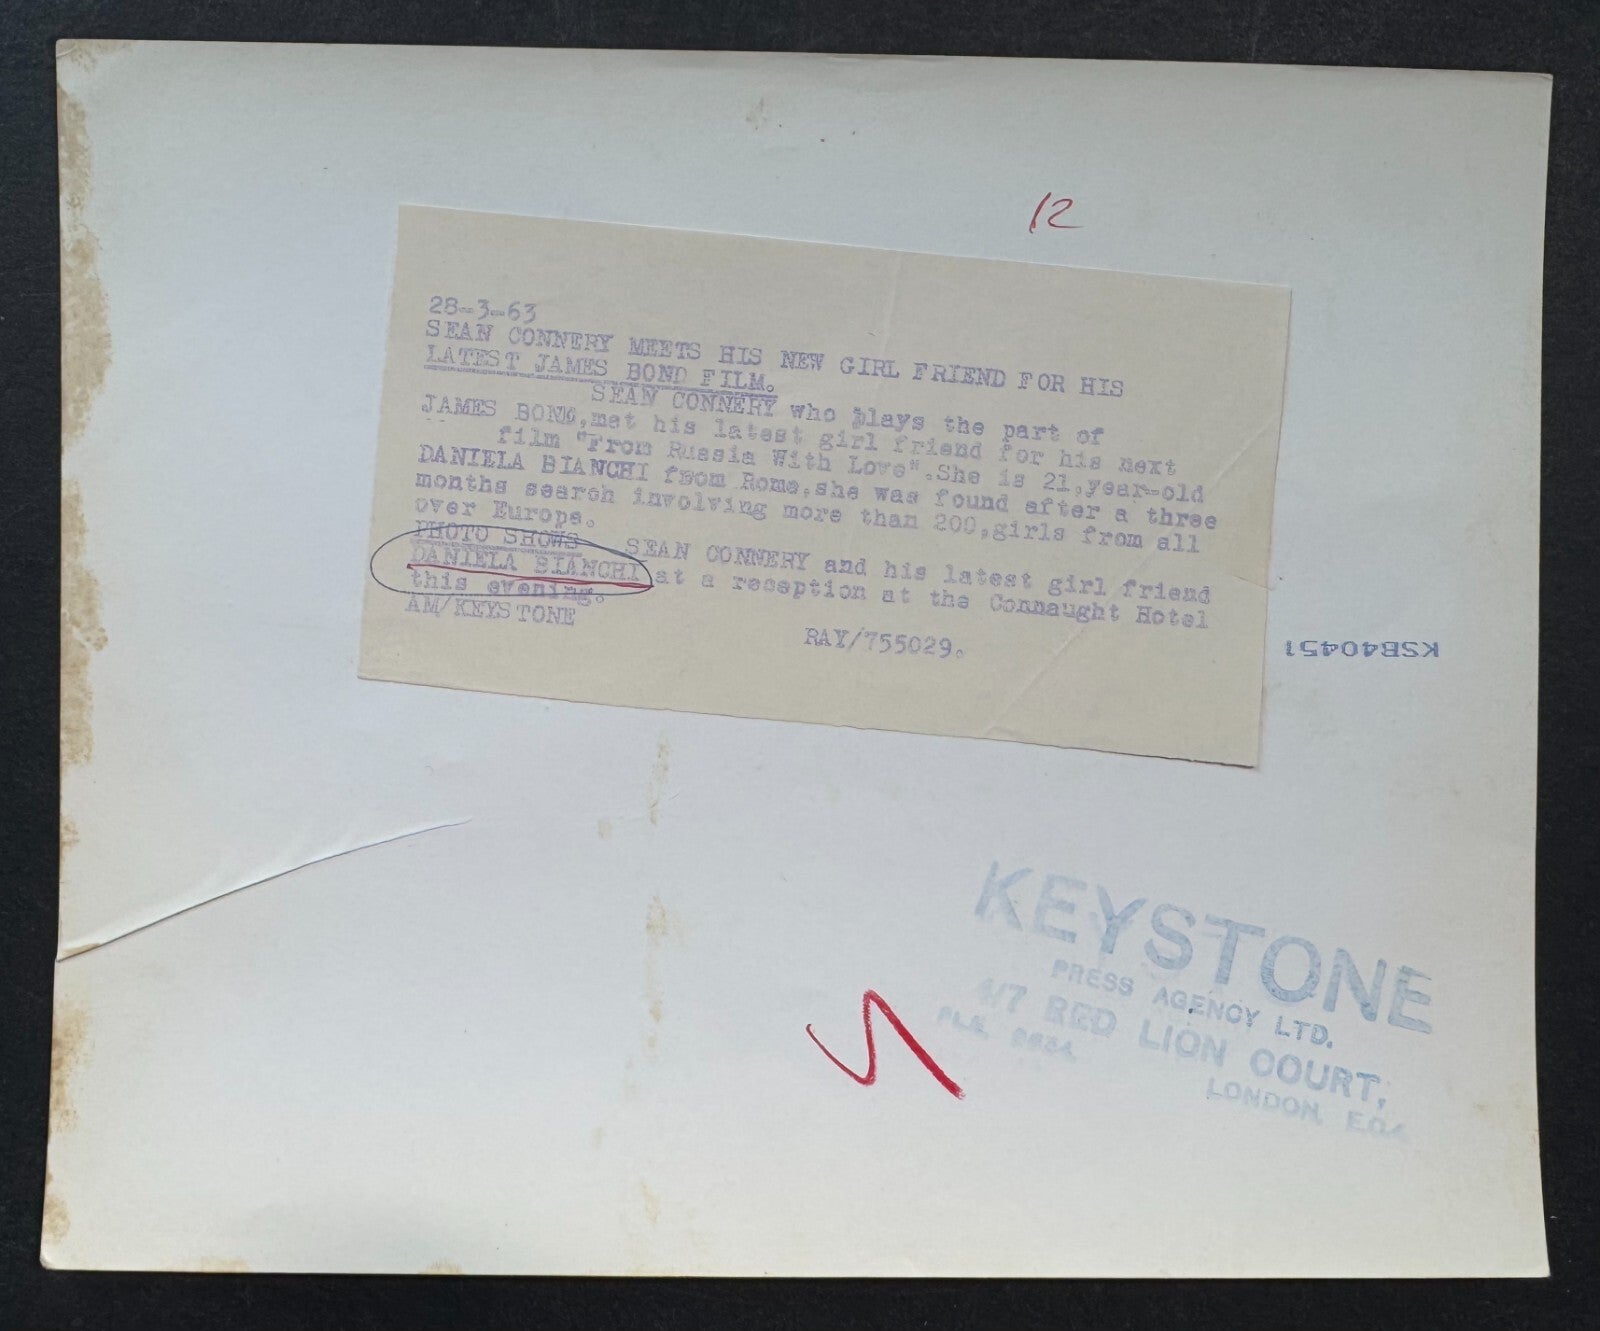 12
28-3-63
SEAN CONNERY MEETS HIS NEW GIRL FRIEND FOR HIS
LATEST JAMES BOND FILM.
SEAN CONNERY who plays the part of
JAMES BOND,met his latest girl friend for his next
film "From Russia With Love".She is 21,year-old
DANIELA BIANCHI from Rome,she was found after a three
months search involving more than 200,girls from all
over Europe.
PHOTO SHOWS SEAN CONNERY and his latest girl friend
DANIELA BIANCHI at a reception at the Connaught Hotel
this evening.
AM/KEYSTONE
RAY/755029.
KSB40451
KEYSTONE
PRESS AGENCY LTD.
4/7 RED LION COURT,
LONDON, EC4